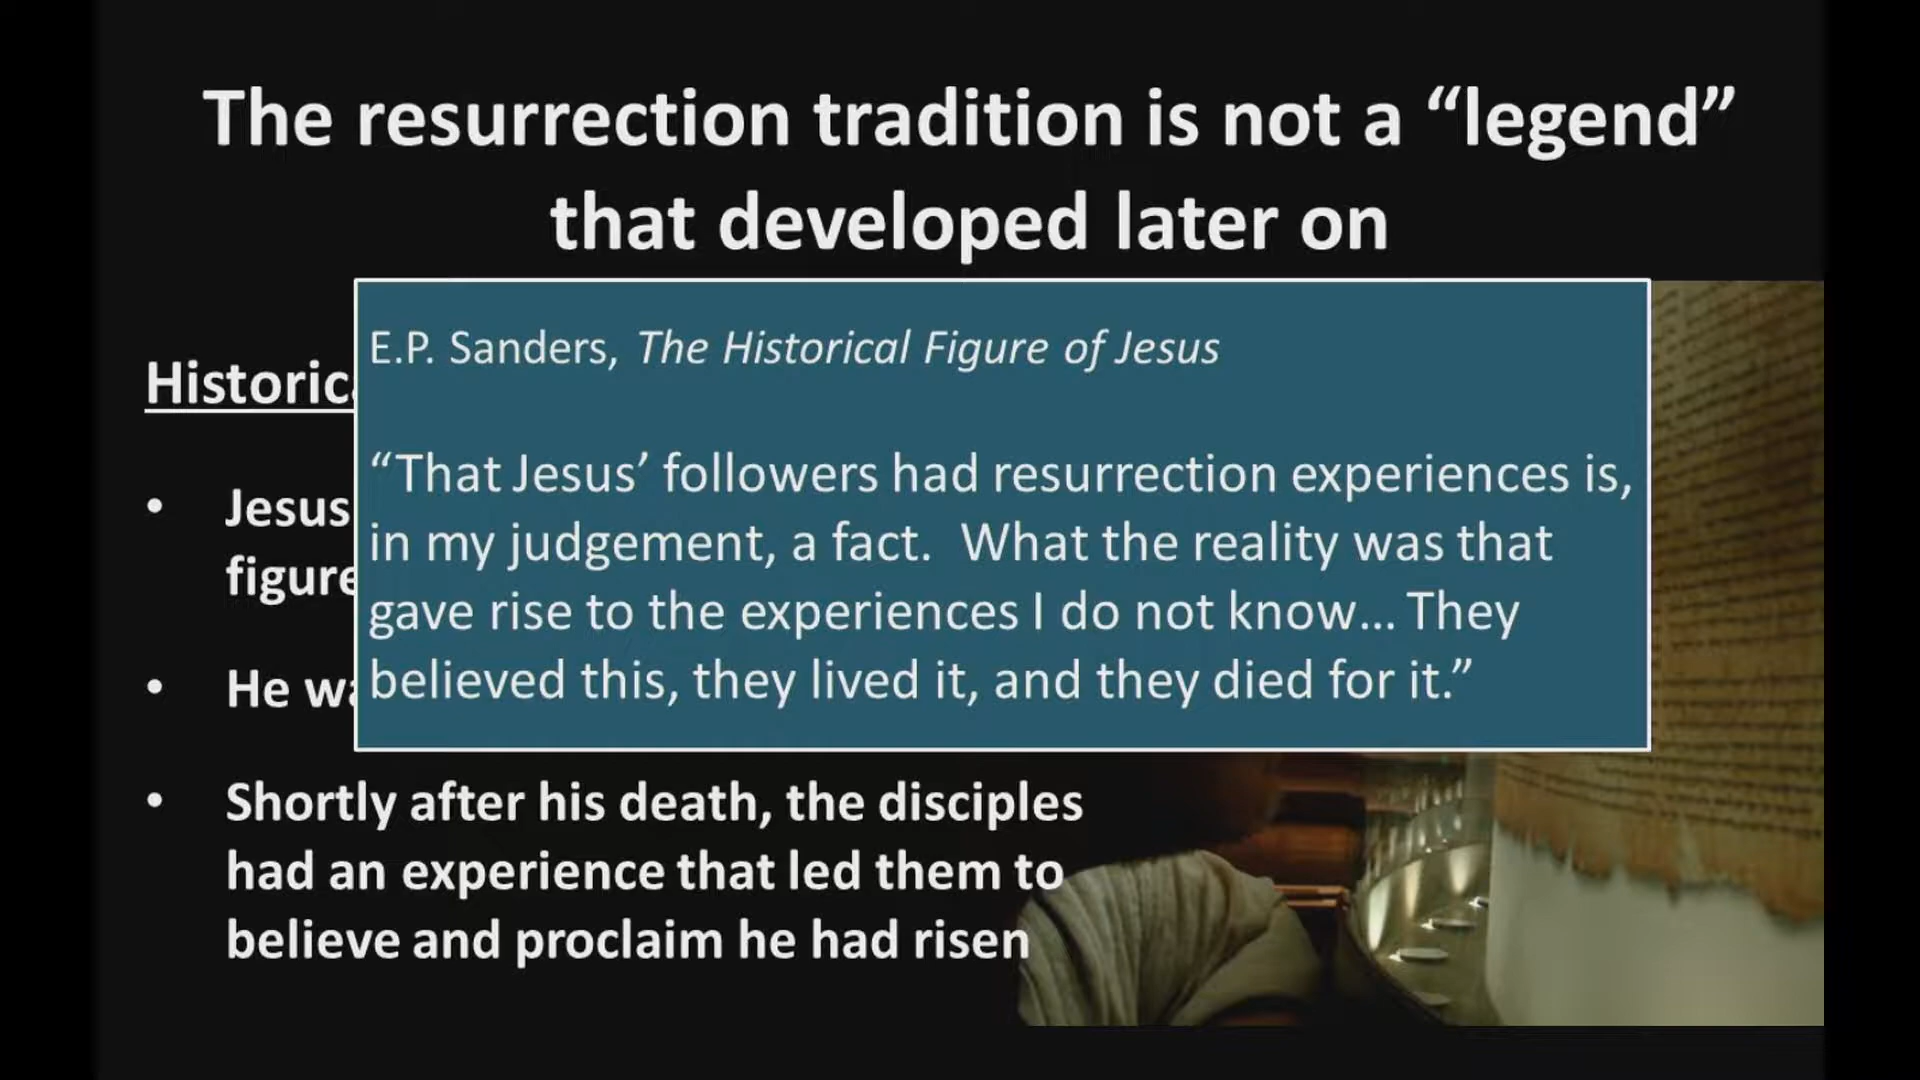 The resurrection tradition is not a “legend”
that developed later on
E.P. Sanders, The Historical Figure of Jesus
“That Jesus’ followers had resurrection experiences is,
in my judgement, a fact.  What the reality was that
gave rise to the experiences I do not know... They
believed this, they lived it, and they died for it.”
• Jesus
figure
• He
• Shortly after his death, the disciples
had an experience that led them to
believe and proclaim he had risen